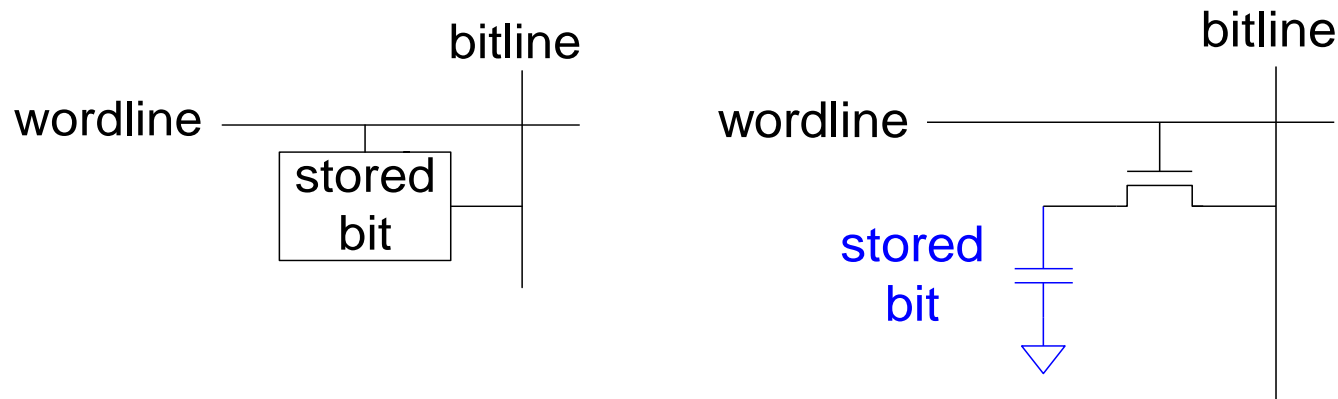 bitline
wordline
stored
bit
bitline
wordline
stored
bit